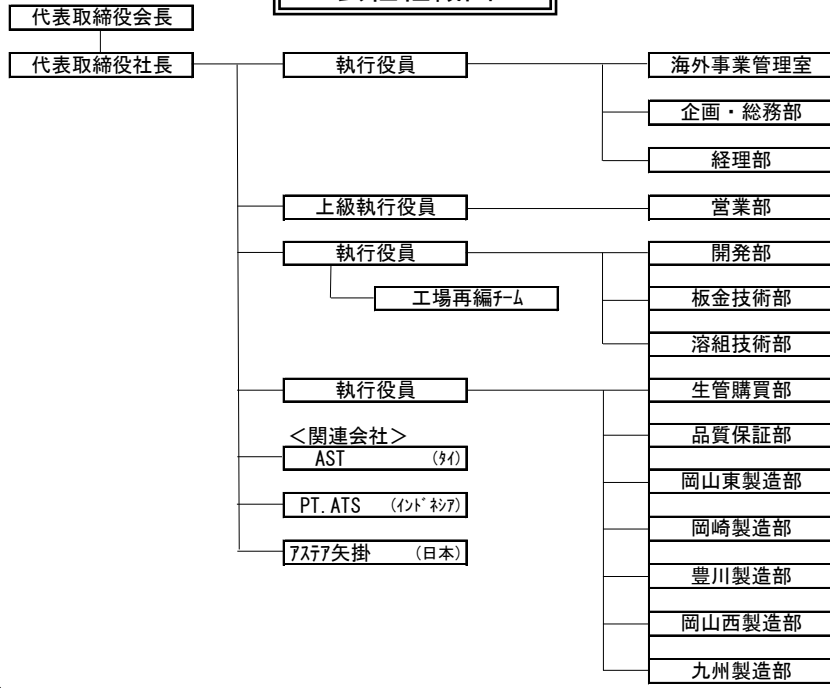 代表取締役会長
代表取締役社長
執行役員
海外事業管理室
企画・総務部
経理部
上級執行役員
営業部
執行役員
開発部
工場再編ﾁｰﾑ
板金技術部
溶組技術部
執行役員
生管購買部
＜関連会社＞
品質保証部
AST (ﾀｲ)
岡山東製造部
PT.ATS (ｲﾝﾄﾞﾈｼｱ)
岡崎製造部
ｱｽﾃｱ矢掛 (日本)
豊川製造部
岡山西製造部
九州製造部